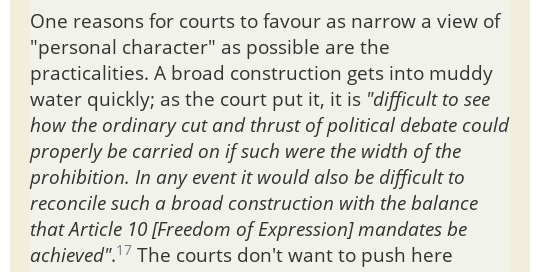 One reasons for courts to favour as narrow a view of
"personal character" as possible are the
practicalities. A broad construction gets into muddy
water quickly; as the court put it, it is "difficult to see
how the ordinary cut and thrust of political debate could
properly be carried on if such were the width of the
prohibition. In any event it would also be difficult to
reconcile such a broad construction with the balance
that Article 10 [Freedom of Expression] mandates be
achieved".17 The courts don't want to push here